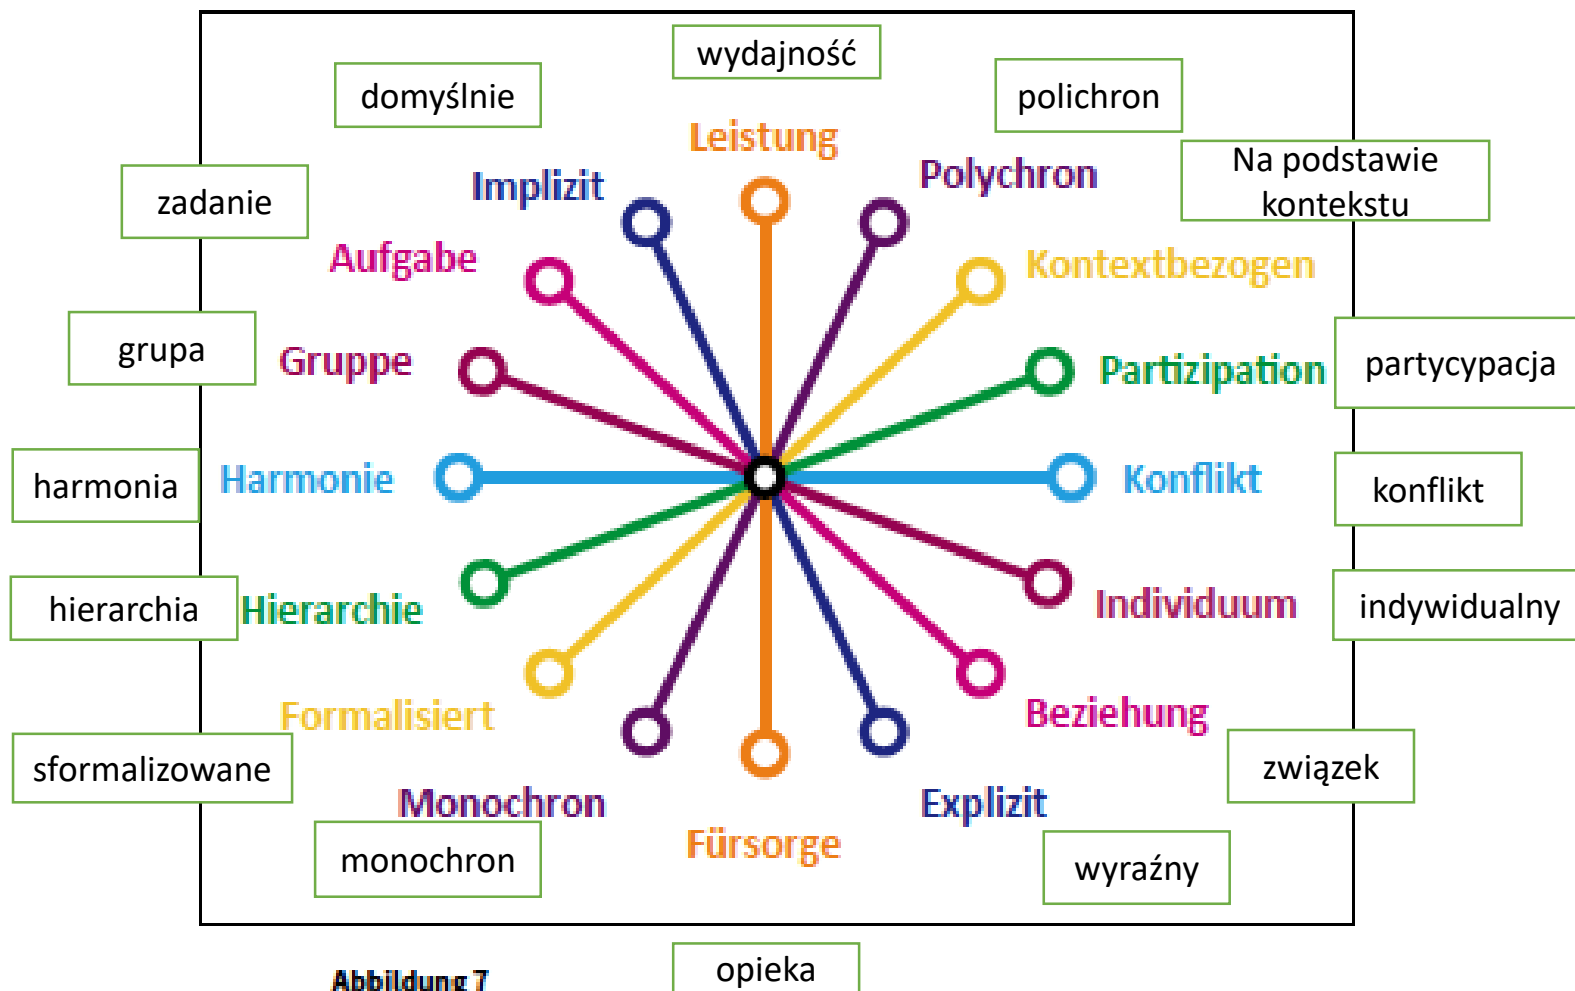 wydajność
domyślnie
polichron
Leistung
Na podstawie
kontekstu
Implizit
Polychron
zadanie
Aufgabe
Kontextbezogen
grupa
Gruppe
Partizipation
partycypacja
harmonia
Harmonie
Konflikt
konflikt
hierarchia
Hierarchie
Individuum
indywidualny
Formalisiert
Beziehung
sformalizowane
związek
Monochron
Explizit
Fürsorge
monochron
wyraźny
opieka
Abbildung 7